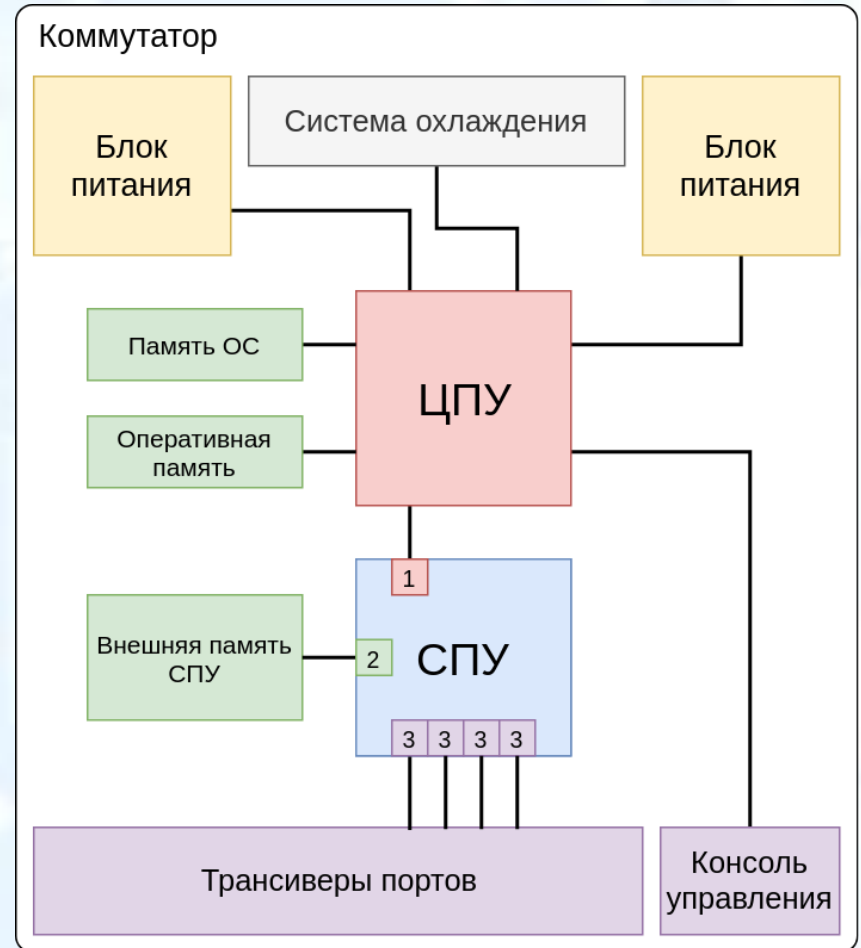 Коммутатор
Блок
питания
Система охлаждения
Блок
питания
Память ОС
ЦПУ
Оперативная
память
1
Внешняя память
СПУ
2
СПУ
3 3 3 3
Трансиверы портов
Консоль
управления